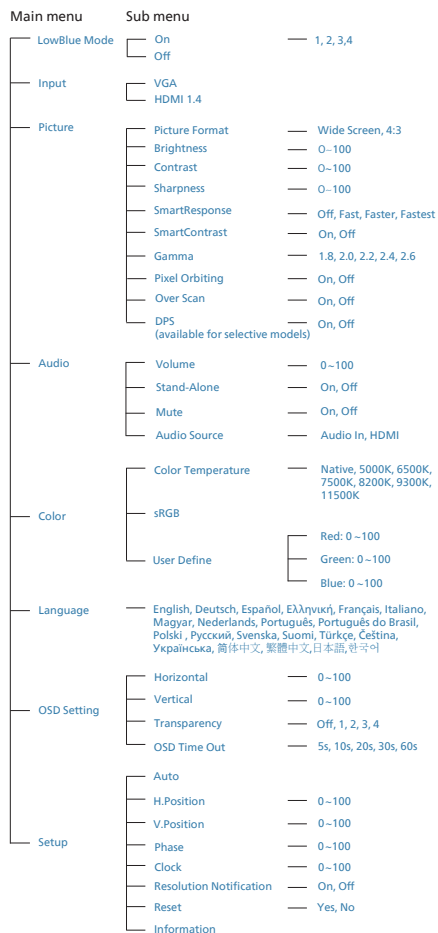 Main menu Sub menu
LowBlue Mode On 1, 2, 3,4
Off
Input VGA
HDMI 1.4
Picture Picture Format Wide Screen, 4:3
Brightness 0~100
Contrast 0~100
Sharpness 0~100
SmartResponse Off, Fast, Faster, Fastest
SmartContrast On, Off
Gamma 1.8, 2.0, 2.2, 2.4, 2.6
Pixel Orbiting On, Off
Over Scan On, Off
DPS On, Off
(available for selective models)
Audio Volume 0~100
Stand-Alone On, Off
Mute On, Off
Audio Source Audio In, HDMI
Color Temperature Native, 5000K, 6500K,
7500K, 8200K, 9300K,
11500K
Color sRGB
Red: 0 ~100
User Define Green: 0 ~100
Blue: 0 ~100
Language English, Deutsch, Español, Ελληνική, Français, Italiano,
Magyar, Nederlands, Português, Português do Brasil,
Polski , Русский, Svenska, Suomi, Türkçe, Čeština,
Українська, 简体中文, 繁體中文,日本語,한국어
Horizontal 0~100
Vertical 0~100
OSD Setting Transparency Off, 1, 2, 3, 4
OSD Time Out 5s, 10s, 20s, 30s, 60s
Auto
H.Position 0~100
V.Position 0~100
Setup Phase 0~100
Clock 0~100
Resolution Notification On, Off
Reset Yes, No
Information